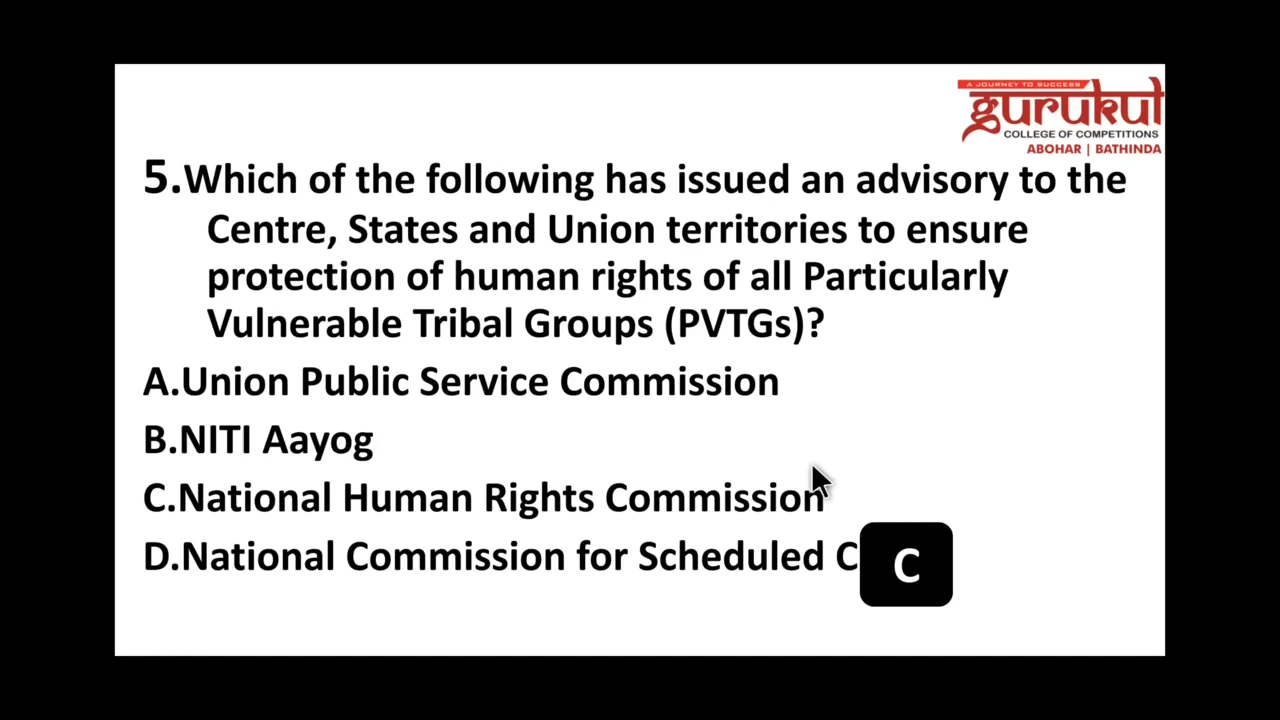 A JOURNEY TO SUCCESS
gurukul
COLLEGE OF COMPETITIONS
ABOHAR | BATHINDA
5.Which of the following has issued an advisory to the
Centre, States and Union territories to ensure
protection of human rights of all Particularly
Vulnerable Tribal Groups (PVTGs)?
A.Union Public Service Commission
B.NITI Aayog
C.National Human Rights Commission
D.National Commission for Scheduled C
C